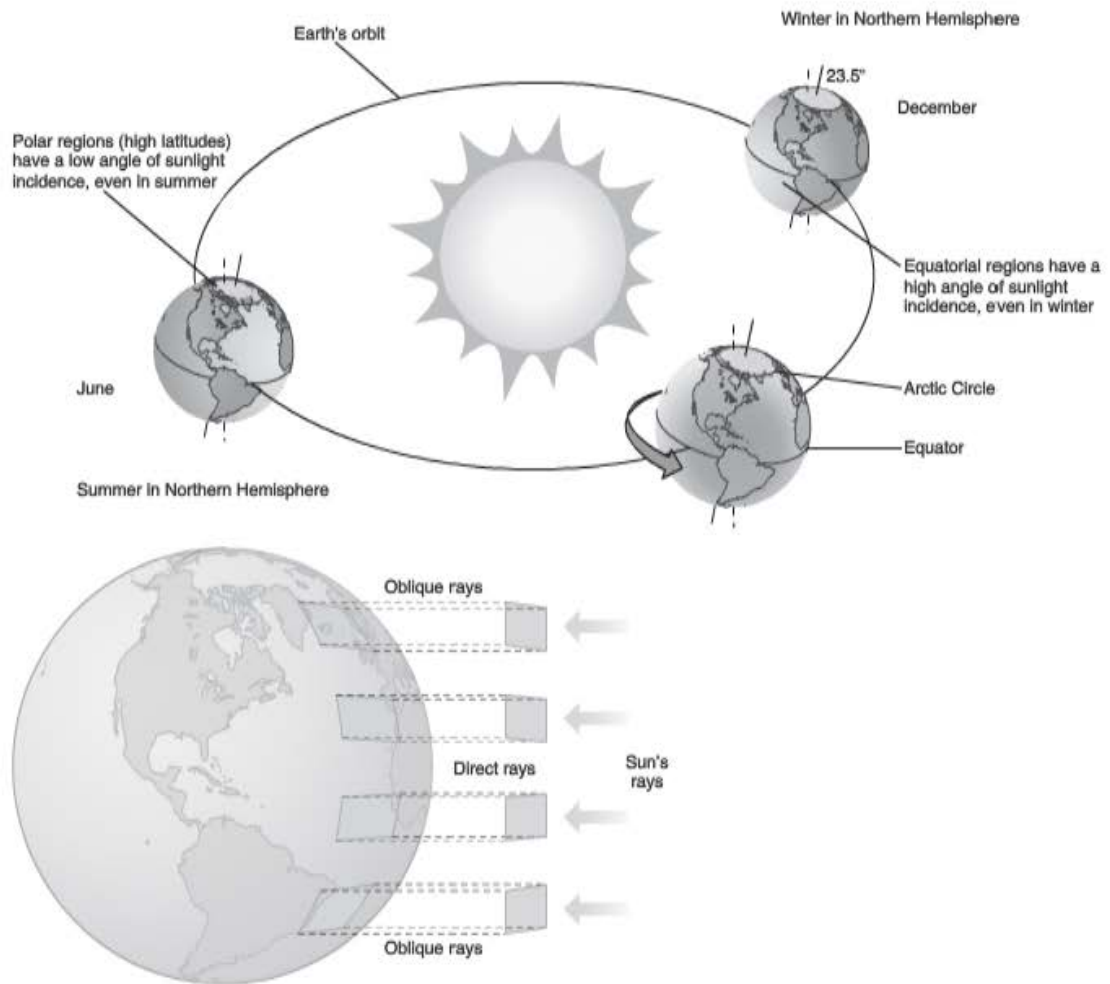 Winter in Northern Hemisphere
Earth's orbit
23.5"
December
Polar regions (high latitudes)
have a low angle of sunlight
incidence, even in summer
Equatorial regions have a
high angle of sunlight
incidence, even in winter
June
Arctic Circle
Equator
Summer in Northern Hemisphere
Oblique rays
Direct rays
Sun's
rays
Oblique rays